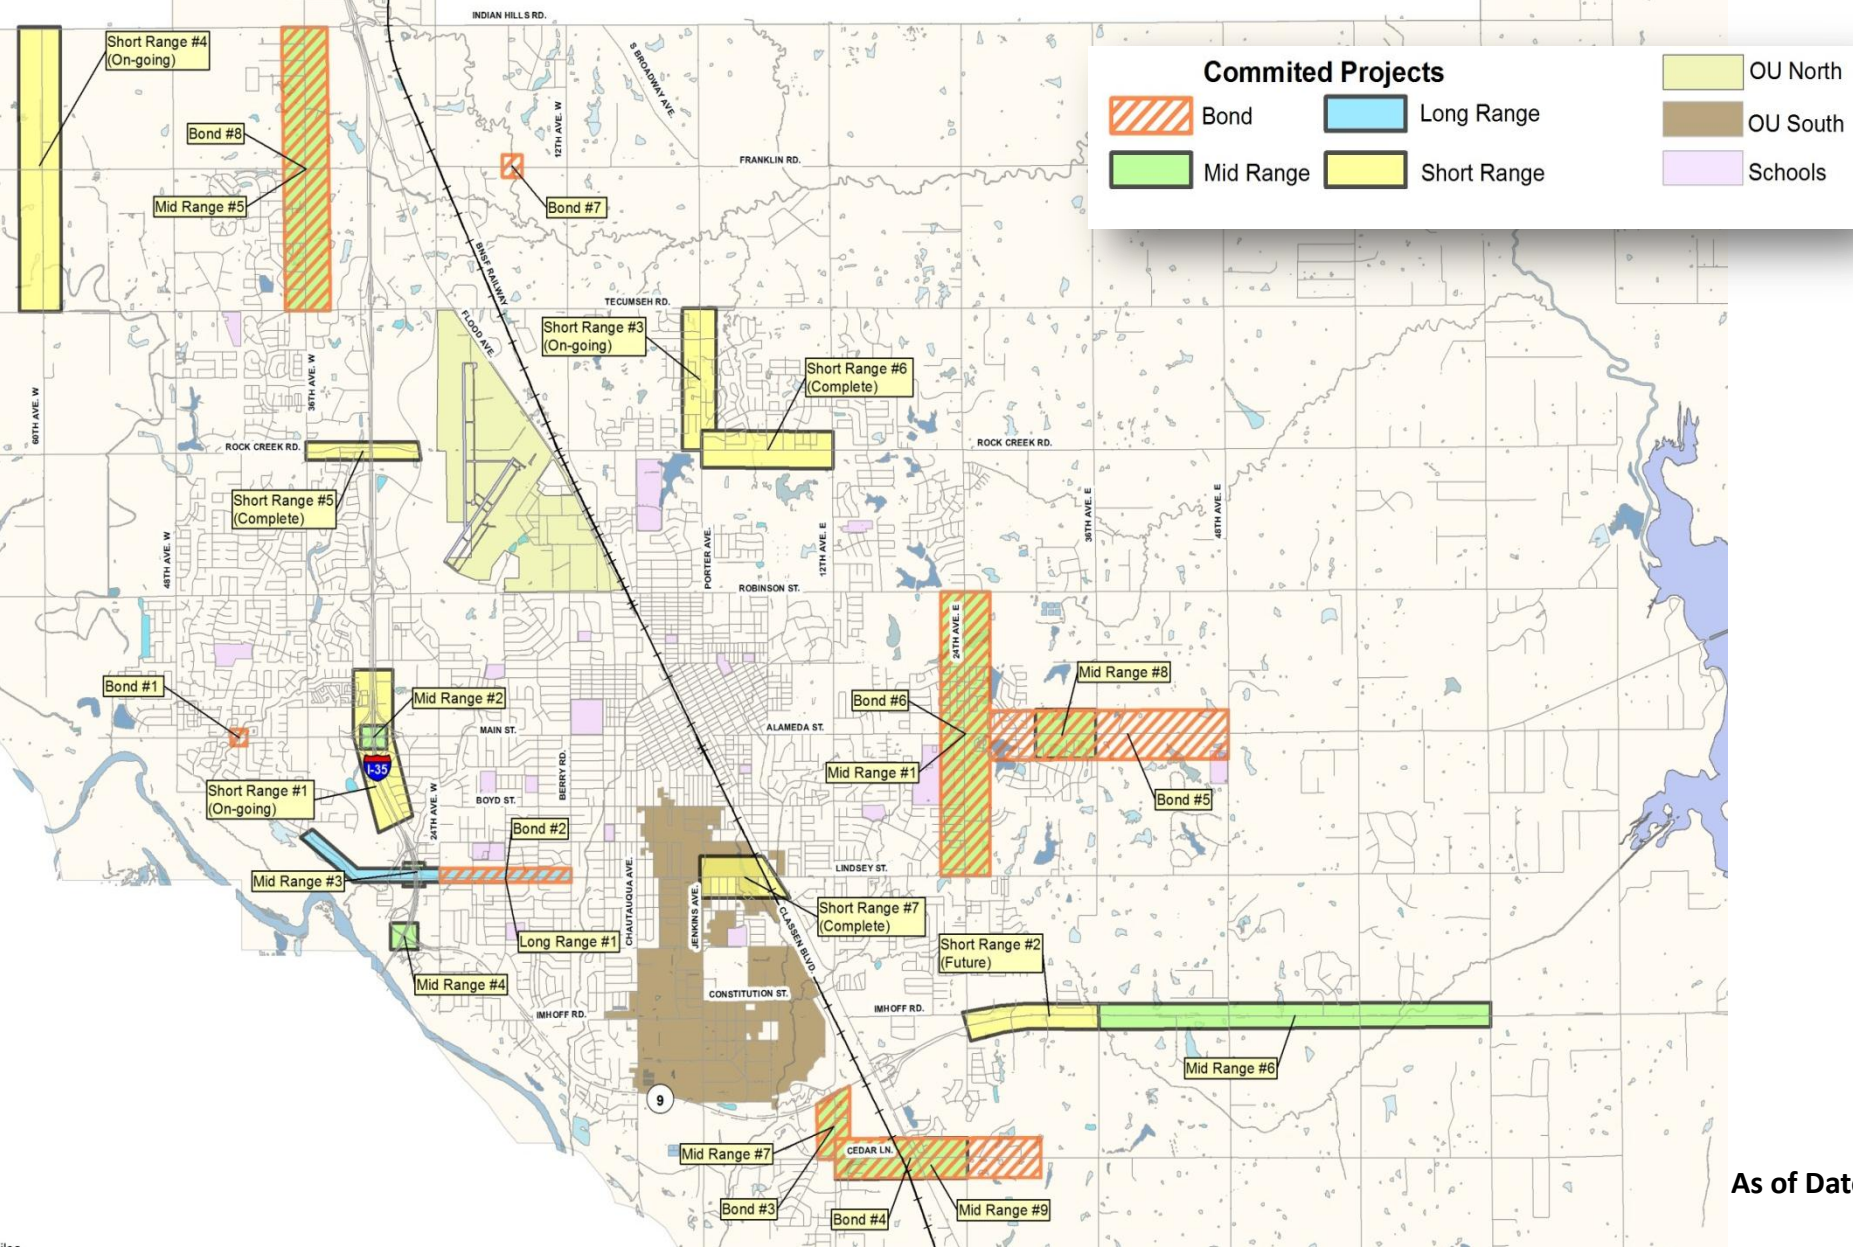 INDIAN HILLS RD.
Short Range #4
(On-going)
S BROADWAY AVE.
Commited Projects
Bond
Long Range
Mid Range
Short Range
OU North
OU South
Schools
12TH AVE. W
Bond #8
FRANKLIN RD.
Mid Range #5
Bond #7
BNSF RAILWAY
TECUMSEH RD.
FLOOD AVE.
Short Range #3
(On-going)
Short Range #6
(Complete)
36TH AVE. W
60TH AVE. W
ROCK CREEK RD.
ROCK CREEK RD.
Short Range #5
(Complete)
36TH AVE. E
48TH AVE. E
48TH AVE. W
PORTER AVE.
12TH AVE. E
ROBINSON ST.
24TH AVE. E
Mid Range #8
Bond #1
Mid Range #2
Bond #6
MAIN ST.
ALAMEDA ST.
I-35
BERRY RD.
Mid Range #1
Short Range #1
(On-going)
24TH AVE. W
BOYD ST.
Bond #5
Bond #2
LINDSEY ST.
Mid Range #3
CHAUTAUQUA AVE.
JENKINS AVE.
Short Range #7
(Complete)
CLASSEN BLVD.
Long Range #1
Short Range #2
(Future)
Mid Range #4
CONSTITUTION ST.
IMHOFF RD.
IMHOFF RD.
Mid Range #6
9
Mid Range #7
CEDAR LN.
Bond #3
Bond #4
Mid Range #9
As of Dat